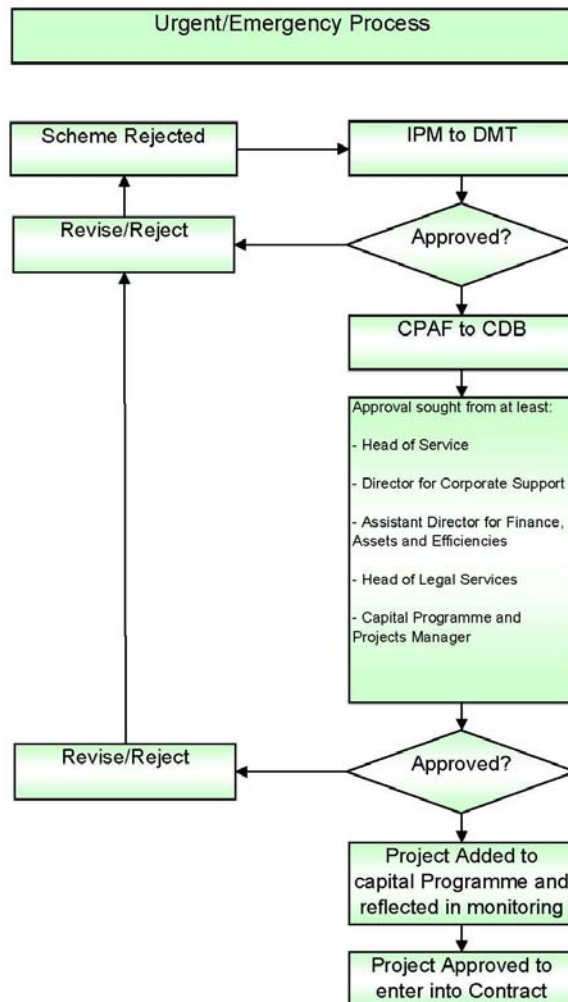 Urgent/Emergency Process
Scheme Rejected
IPM to DMT
Revise/Reject
Approved?
CPAF to CDB
Approval sought from at least:
- Head of Service
- Director for Corporate Support
- Assistant Director for Finance,
Assets and Efficiencies
- Head of Legal Services
- Capital Programme and
Projects Manager
Revise/Reject
Approved?
Project Added to
capital Programme and
reflected in monitoring
Project Approved to
enter into Contract